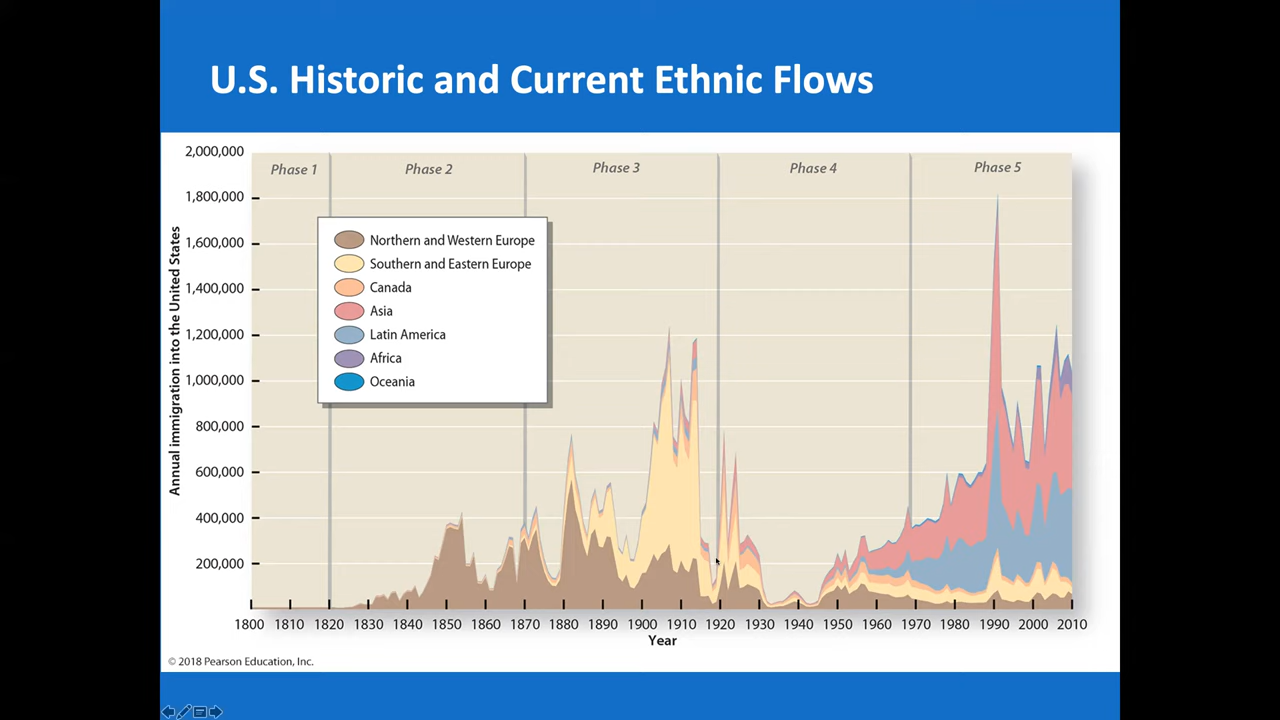 U.S. Historic and Current Ethnic Flows
Phase 1 Phase 2 Phase 3 Phase 4 Phase 5
2,000,000
1,800,000
1,600,000
1,400,000
1,200,000
1,000,000
800,000
600,000
400,000
200,000
Annual immigration into the United States
Northern and Western Europe
Southern and Eastern Europe
Canada
Asia
Latin America
Africa
Oceania
1800 1810 1820 1830 1840 1850 1860 1870 1880 1890 1900 1910 1920 1930 1940 1950 1960 1970 1980 1990 2000 2010
Year
© 2018 Pearson Education, Inc.